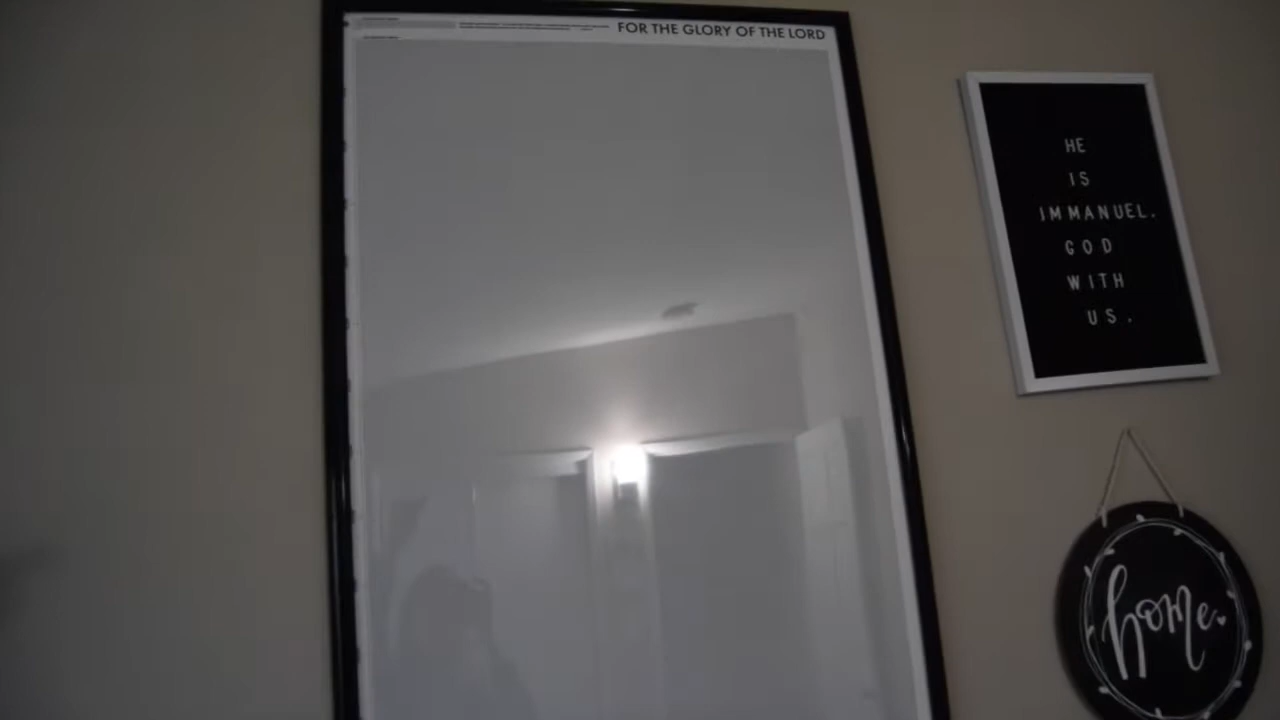 FOR THE GLORY OF THE LORD
HE
IS
IMMANUEL.
GOD
WITH
US.
home